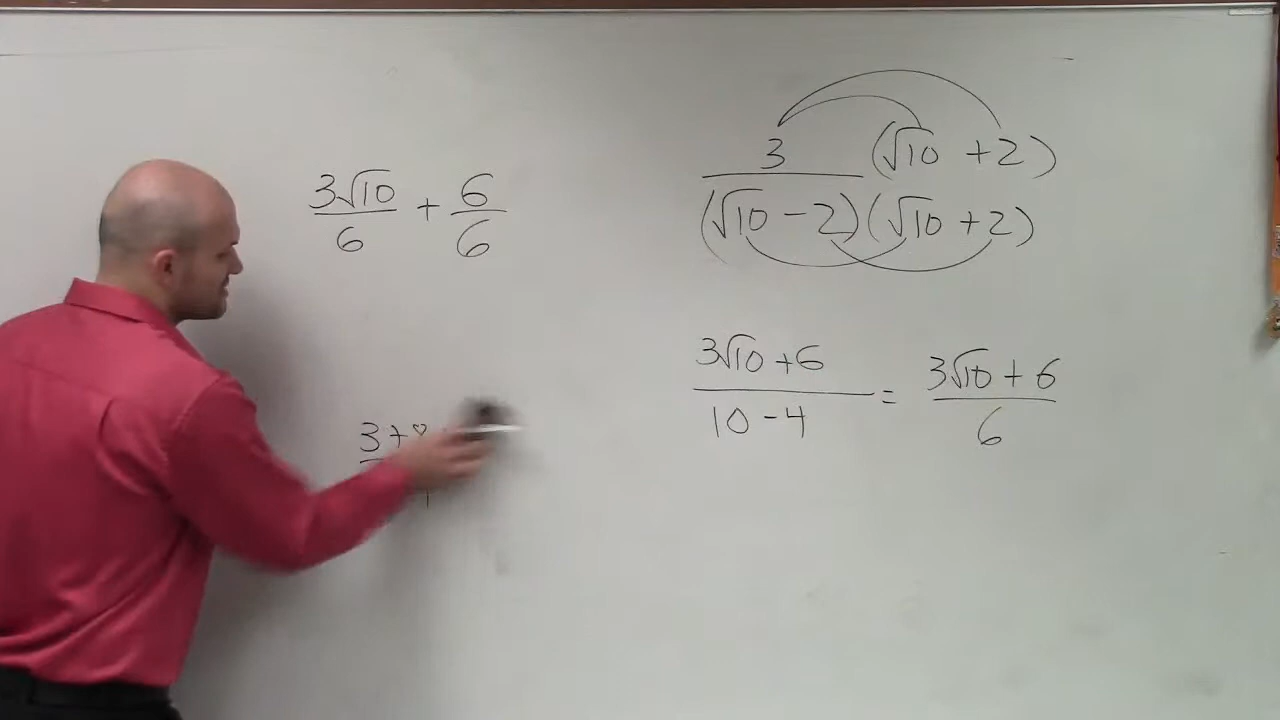 3√10/6 + 6/6
3 (√10 + 2)
(√10 - 2)(√10 + 2)
3√10 + 6 / 10 - 4 = 3√10 + 6 / 6
3 +